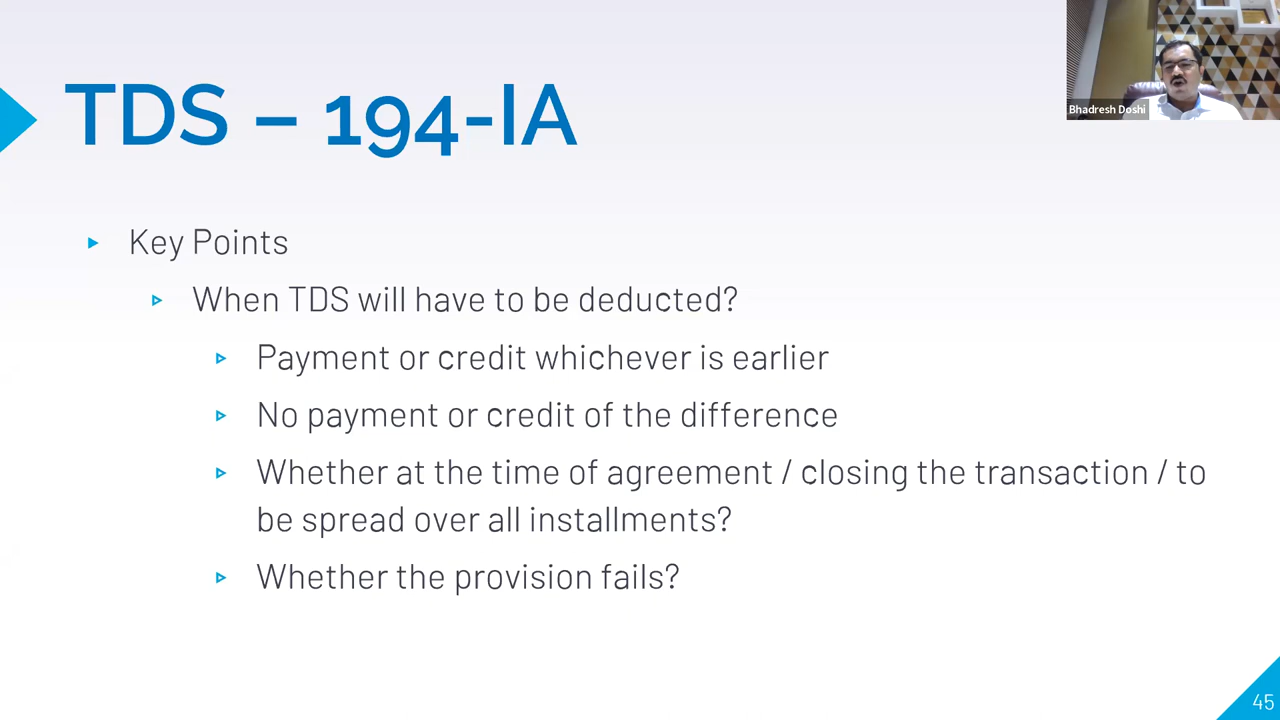 TDS – 194-IA
Bhadresh Doshi
Key Points
When TDS will have to be deducted?
Payment or credit whichever is earlier
No payment or credit of the difference
Whether at the time of agreement / closing the transaction / to
be spread over all installments?
Whether the provision fails?
45